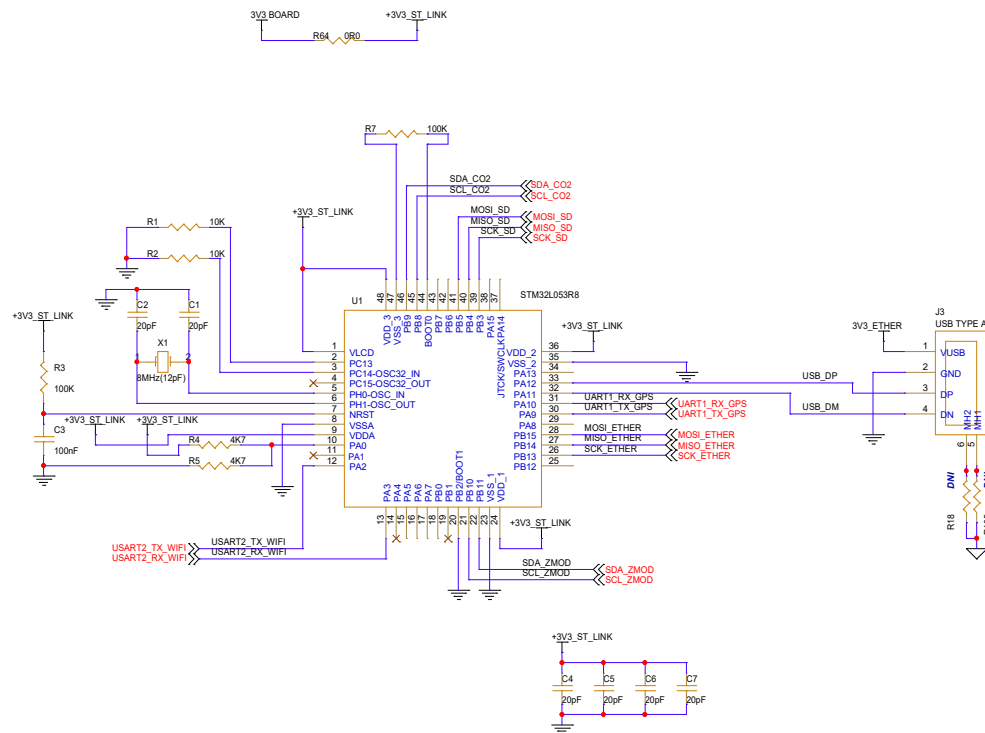 3V3 BOARD
+3V3_ST_LINK
R64 0R0
R7 100K
SDA_CO2 SDA_CO2
SCL_CO2 SCL_CO2
+3V3_ST_LINK
MOSI_SD MOSI_SD
MISO_SD MISO_SD
SCK_SD SCK_SD
R1 10K
R2 10K
C2 20pF
C1 20pF
X1
1 2
8MHz(12pF)
+3V3_ST_LINK
R3
100K
C3
100nF
+3V3_ST_LINK +3V3_ST_LINK
R4 4K7
R5 4K7
U1 STM32L053R8
48 47 46 45 44 43 42 41 40 39 38 37
VDD_3 VSS_3 PB9 PB8 BOOT0 PB7 PB6 PB5 PB4 PB3 PA15 JTCK/SWCLKPA14
1 VLCD
2 PC13
3 PC14-OSC32_IN
4 PC15-OSC32_OUT
5 PH0-OSC_IN
6 PH1-OSC_OUT
7 NRST
8 VSSA
9 VDDA
10 PA0
11 PA1
12 PA2
36 VDD_2
35 VSS_2
34 PA13
33 PA12
32 PA11
31 PA10
30 PA9
29 PA8
28 PB15
27 PB14
26 PB13
25 PB12
PA3 PA4 PA5 PA6 PA7 PB0 PB1 PB2/BOOT1 PB10 PB11 VSS_1 VDD_1
13 14 15 16 17 18 19 20 21 22 23 24
+3V3_ST_LINK
USB_DP
USB_DM
UART1_RX_GPS UART1_RX_GPS
UART1_TX_GPS UART1_TX_GPS
MOSI_ETHER MOSI_ETHER
MISO_ETHER MISO_ETHER
SCK_ETHER SCK_ETHER
J3
USB TYPE A
3V3_ETHER
1 VUSB
2 GND
3 DP
4 DN
MH2 MH1
6 5
DNI
R18
+3V3_ST_LINK
USART2_TX_WIFI USART2_TX_WIFI
USART2_RX_WIFI USART2_RX_WIFI
SDA_ZMOD SDA_ZMOD
SCL_ZMOD SCL_ZMOD
+3V3_ST_LINK
C4 C5 C6 C7
20pF 20pF 20pF 20pF